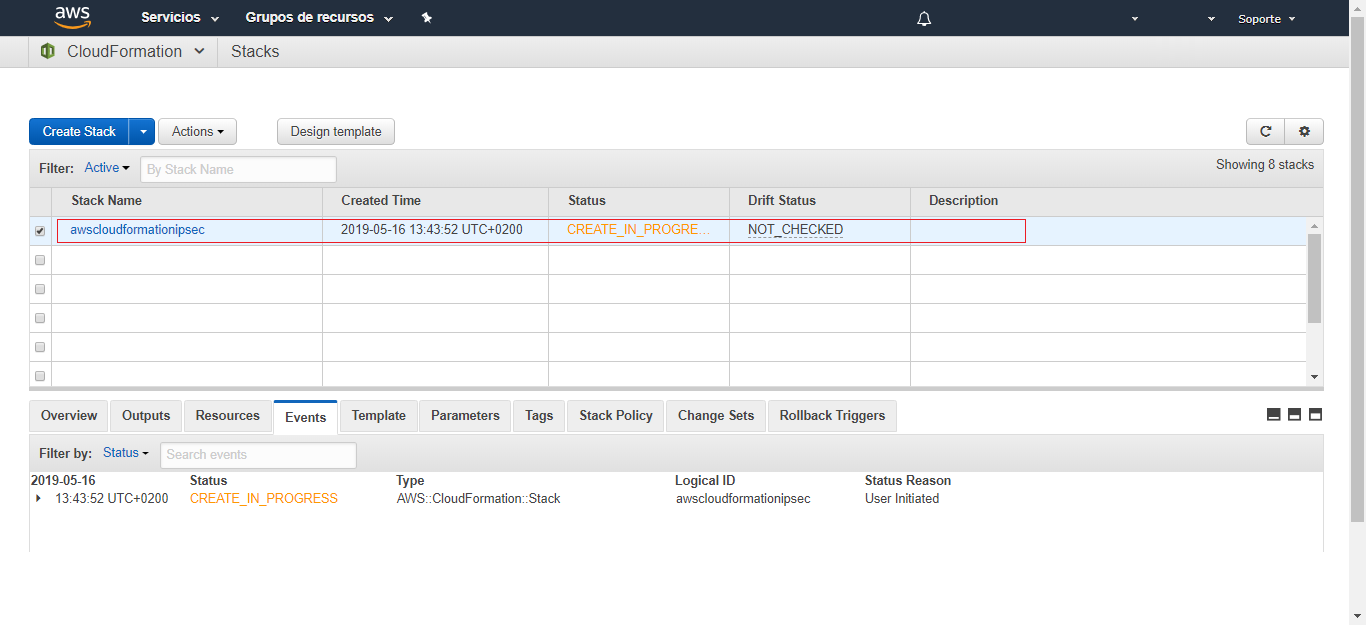 aws Servicios Grupos de recursos Soporte
CloudFormation Stacks
Create Stack Actions Design template
Filter: Active By Stack Name Showing 8 stacks
Stack Name Created Time Status Drift Status Description
awscloudformationipsec 2019-05-16 13:43:52 UTC+0200 CREATE_IN_PROGRE… NOT_CHECKED
Overview Outputs Resources Events Template Parameters Tags Stack Policy Change Sets Rollback Triggers
Filter by: Status Search events
2019-05-16 Status Type Logical ID Status Reason
13:43:52 UTC+0200 CREATE_IN_PROGRESS AWS::CloudFormation::Stack awscloudformationipsec User Initiated